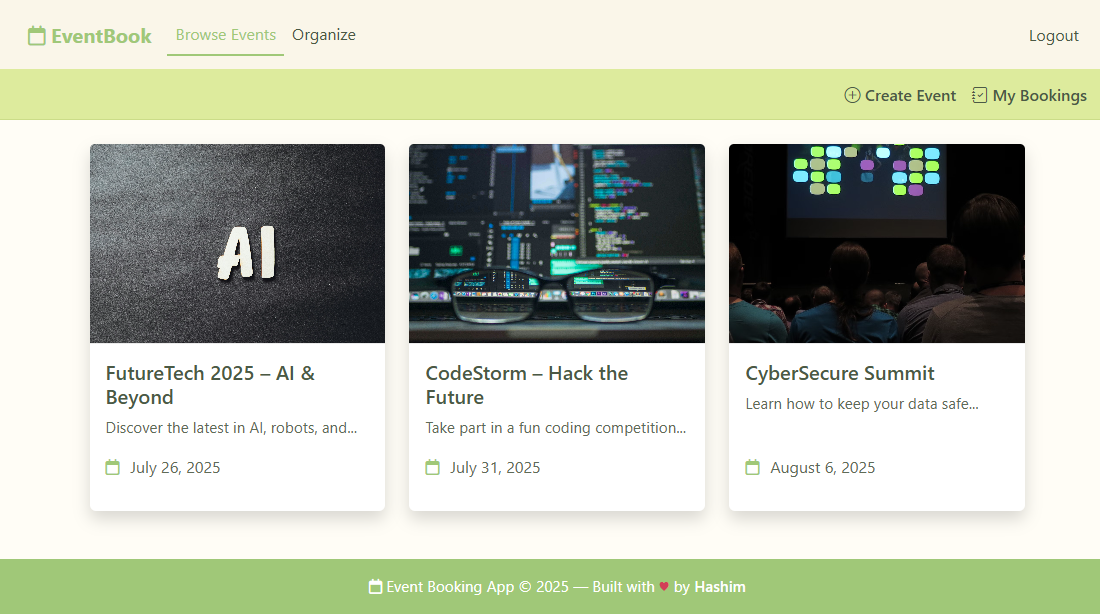 EventBook
Browse Events
Organize
Logout
Create Event
My Bookings
AI
FutureTech 2025 – AI &
Beyond
Discover the latest in AI, robots, and...
July 26, 2025
CodeStorm – Hack the
Future
Take part in a fun coding competition...
July 31, 2025
CyberSecure Summit
Learn how to keep your data safe...
August 6, 2025
Event Booking App © 2025 — Built with ♥ by Hashim